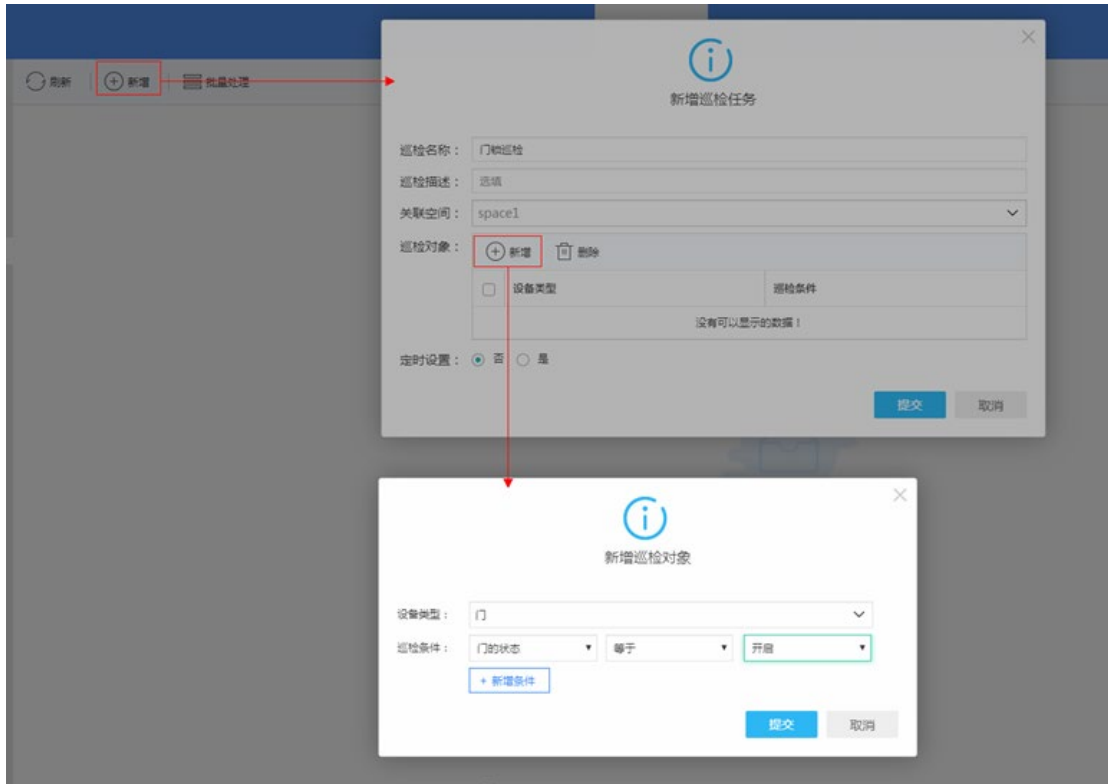 刷新 新增 批量处理
新增巡检任务
巡检名称： 门锁巡检
巡检描述： 选填
关联空间： space1
巡检对象： 新增 删除
设备类型 巡检条件
没有可以显示的数据！
定时设置： 否 是
提交 取消
新增巡检对象
设备类型： 门
巡检条件： 门的状态 等于 开启
+ 新增条件
提交 取消